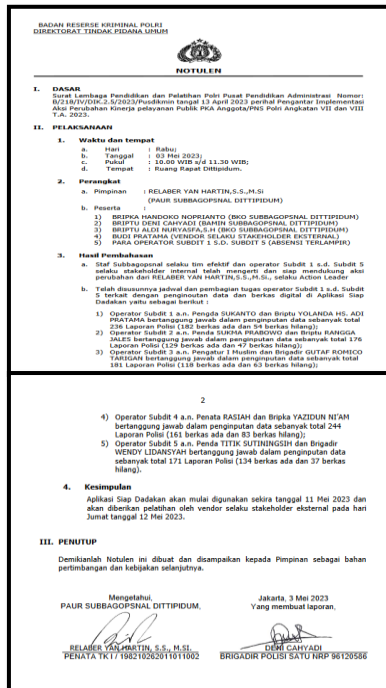 BADAN RESERSE KRIMINAL POLRI
DIREKTORAT TINDAK PIDANA UMUM
NOTULEN
I. DASAR
Surat Lembaga Pendidikan dan Pelatihan Polri Pusat Pendidikan Administrasi Nomor:
B/218/IV/DIK.2.5/2023/Pusdikmin tangal 13 April 2023 perihal Pengantar Implementasi
Aksi Perubahan Kinerja pelayanan Publik PKA Anggota/PNS Polri Angkatan VII dan VIII
T.A. 2023.
II. PELAKSANAAN
1. Waktu dan tempat
a. Hari : Rabu;
b. Tanggal : 03 Mei 2023;
c. Pukul : 10.00 WIB s/d 11.30 WIB;
d. Tempat : Ruang Rapat Dittipidum.
2. Perangkat
a. Pimpinan : RELABER YAN HARTIN,S.S.,M.Si
(PAUR SUBBAGOPSNAL DITTIPIDUM)
b. Peserta :
1) BRIPKA HANDOKO NOPRIANTO (BKO SUBBAGOPSNAL DITTIPIDUM)
2) BRIPTU DENI CAHYADI (BAMIN SUBBAGOPSNAL DITTIPIDUM)
3) BRIPTU ALDI NURYASFA,S.H (BKO SUBBAGOPSNAL DITTIPIDUM)
4) BUDI PRATAMA (VENDOR SELAKU STAKEHOLDER EKSTERNAL)
5) PARA OPERATOR SUBDIT 1 S.D. SUBDIT 5 (ABSENSI TERLAMPIR)
3. Hasil Pembahasan
a. Staf Subbagopsnal selaku tim efektif dan operator Subdit 1 s.d. Subdit 5
selaku stakeholder internal telah mengerti dan siap mendukung aksi
perubahan dari RELABER YAN HARTIN,S.S.,M.Si., selaku Action Leader
b. Telah disusunnya jadwal dan pembagian tugas operator Subdit 1 s.d. Subdit
5 terkait dengan penginoutan data dan berkas digital di Aplikasi Siap
Dadakan yaitu sebagai berikut :
1) Operator Subdit 1 a.n. Pengda SUKANTO dan Briptu YOLANDA HS. ADI
PRATAMA bertanggung jawab dalam penginputan data sebanyak total
236 Laporan Polisi (182 berkas ada dan 54 berkas hilang);
2) Operator Subdit 2 a.n. Penda SUKMA PRABOWO dan Briptu RANGGA
JALES bertanggung jawab dalam penginputan data sebanyak total 176
Laporan Polisi (129 berkas ada dan 47 berkas hilang);
3) Operator Subdit 3 a.n. Pengatur I Muslim dan Brigadir GUTAF ROMICO
TARIGAN bertanggung jawab dalam penginputan data sebanyak total
181 Laporan Polisi (118 berkas ada dan 63 berkas hilang);
2
4) Operator Subdit 4 a.n. Penata RASIAH dan Bripka YAZIDUN NI'AM
bertanggung jawab dalam penginputan data sebanyak total 244
Laporan Polisi (161 berkas ada dan 83 berkas hilang);
5) Operator Subdit 5 a.n. Penda TITIK SUTININGSIH dan Brigadir
WENDY LIDANSYAH bertanggung jawab dalam penginputan data
sebanyak total 171 Laporan Polisi (134 berkas ada dan 37 berkas
hilang).
4. Kesimpulan
Aplikasi Siap Dadakan akan mulai digunakan sekira tanggal 11 Mei 2023 dan
akan diberikan pelatihan oleh vendor selaku stakeholder eksternal pada hari
Jumat tanggal 12 Mei 2023.
III. PENUTUP
Demikianlah Notulen ini dibuat dan disampaikan kepada Pimpinan sebagai bahan
pertimbangan dan kebijakan selanjutnya.
Mengetahui,
PAUR SUBBAGOPSNAL DITTIPIDUM,
Jakarta, 3 Mei 2023
Yang membuat laporan,
RELABER YAN HARTIN, S.S., M.SI.
PENATA TK I / 198210262011011002
DENI CAHYADI
BRIGADIR POLISI SATU NRP 96120586